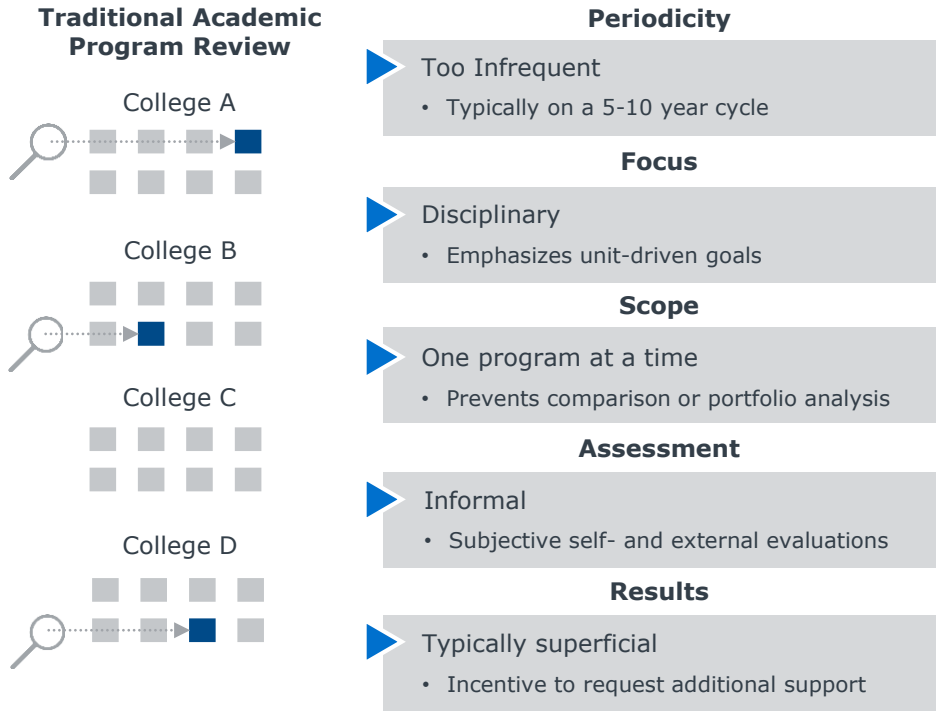 Traditional Academic
Program Review
College A
College B
College C
College D
Periodicity
Too Infrequent
• Typically on a 5-10 year cycle
Focus
Disciplinary
• Emphasizes unit-driven goals
Scope
One program at a time
• Prevents comparison or portfolio analysis
Assessment
Informal
• Subjective self- and external evaluations
Results
Typically superficial
• Incentive to request additional support